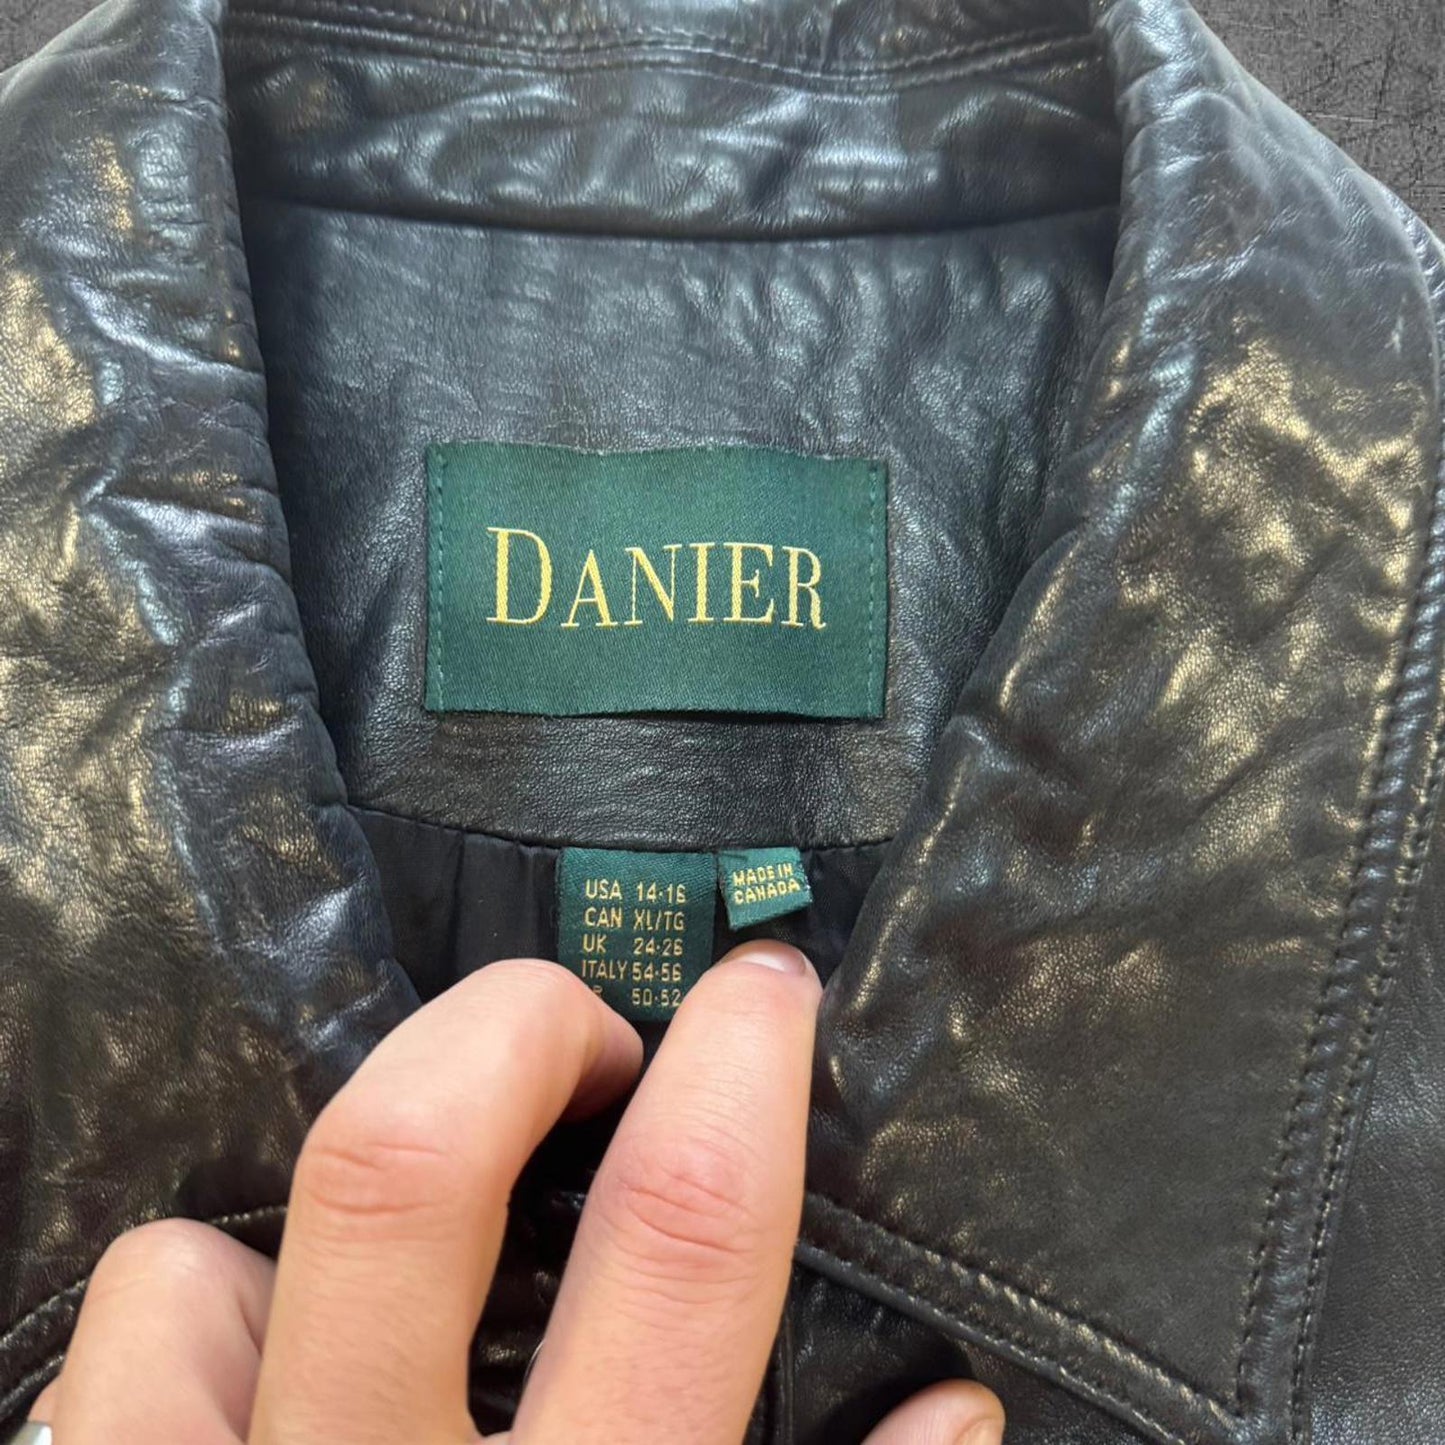 DANIER
USA 14-16
CAN XL/TG
UK 24-26
ITALY 54-56
50-52
MADE IN
CANADA